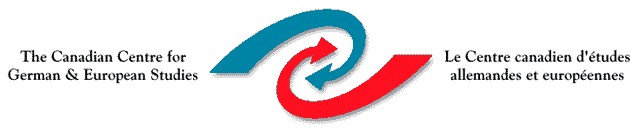 The Canadian Centre for
German & European Studies
Le Centre canadien d'études
allemandes et européennes